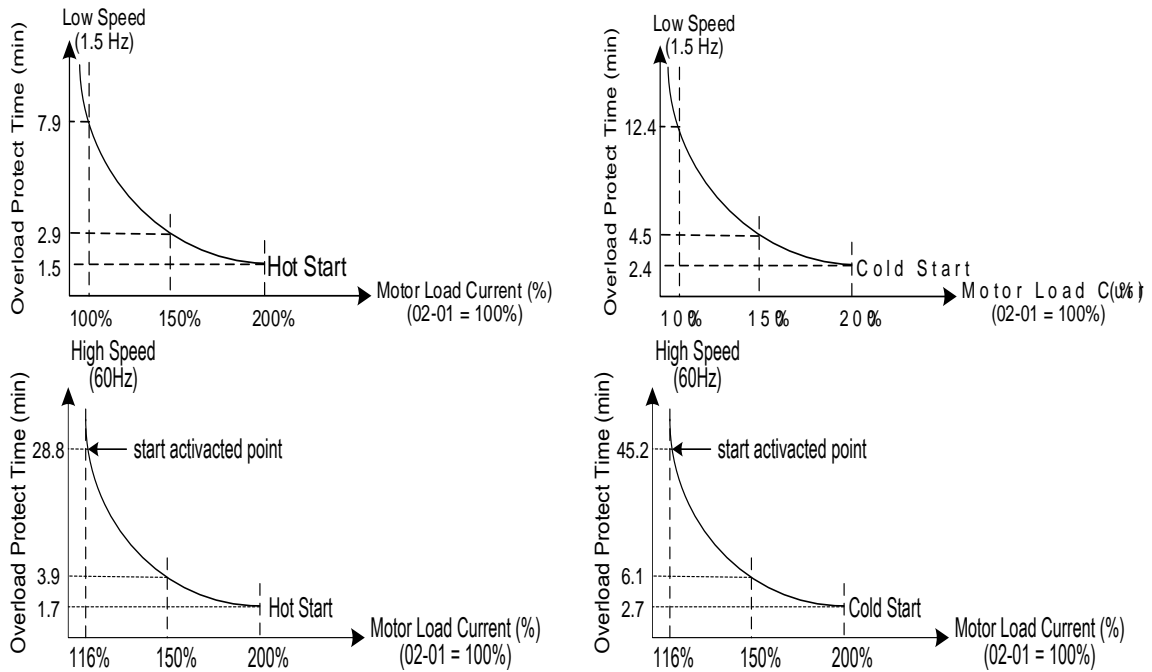 Low Speed
(1.5 Hz)
Overload Protect Time (min)
7.9
2.9
1.5
Hot Start
Motor Load Current (%)
(02-01 = 100%)
100% 150% 200%
Low Speed
(1.5 Hz)
Overload Protect Time (min)
12.4
4.5
2.4
Cold Start
Motor Load
(02-01 = 100%)
High Speed
(60Hz)
Overload Protect Time (min)
28.8
start activacted point
3.9
1.7
Hot Start
Motor Load Current (%)
(02-01 = 100%)
116% 150% 200%
High Speed
(60Hz)
Overload Protect Time (min)
45.2
start activacted point
6.1
2.7
Cold Start
Motor Load Current (%)
(02-01 = 100%)
116% 150% 200%